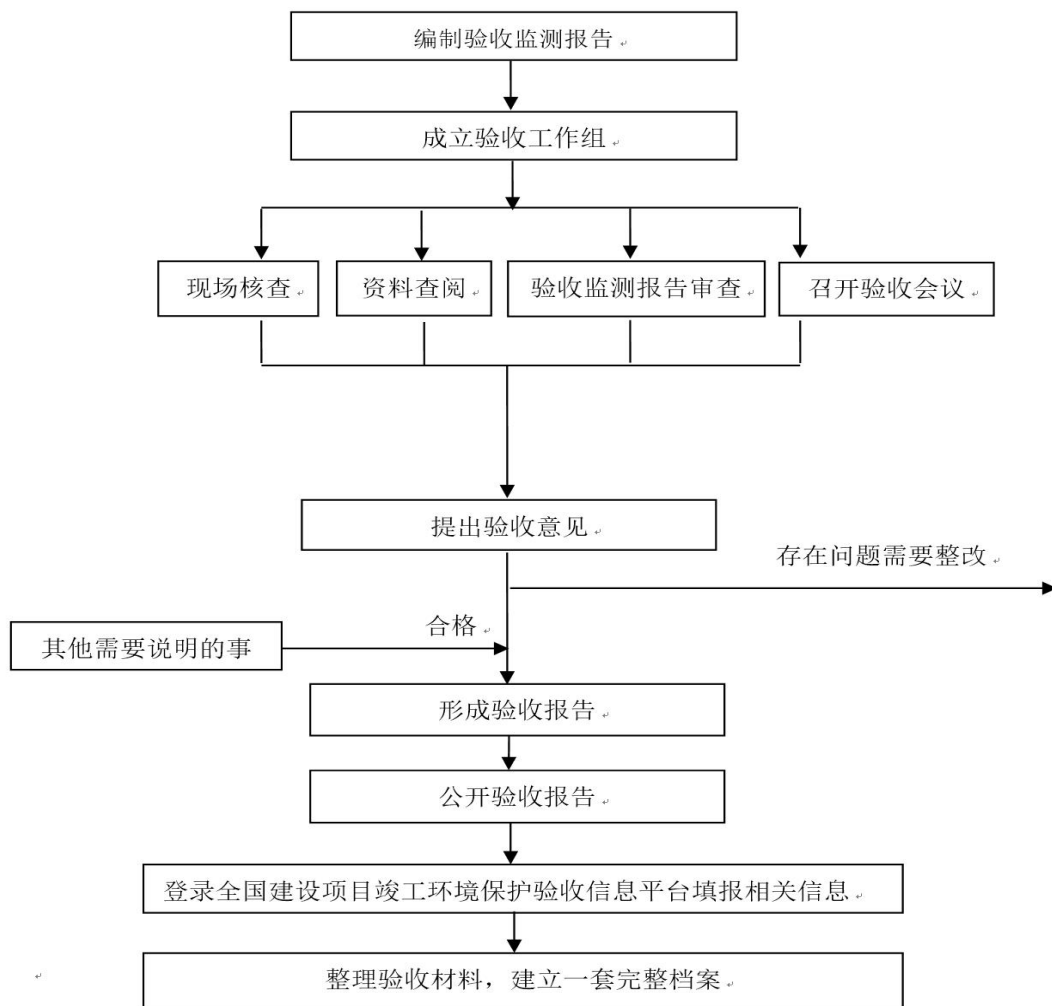 编制验收监测报告
成立验收工作组
现场核查
资料查阅
验收监测报告审查
召开验收会议
提出验收意见
存在问题需要整改
合格
其他需要说明的事
形成验收报告
公开验收报告
登录全国建设项目竣工环境保护验收信息平台填报相关信息
整理验收材料，建立一套完整档案